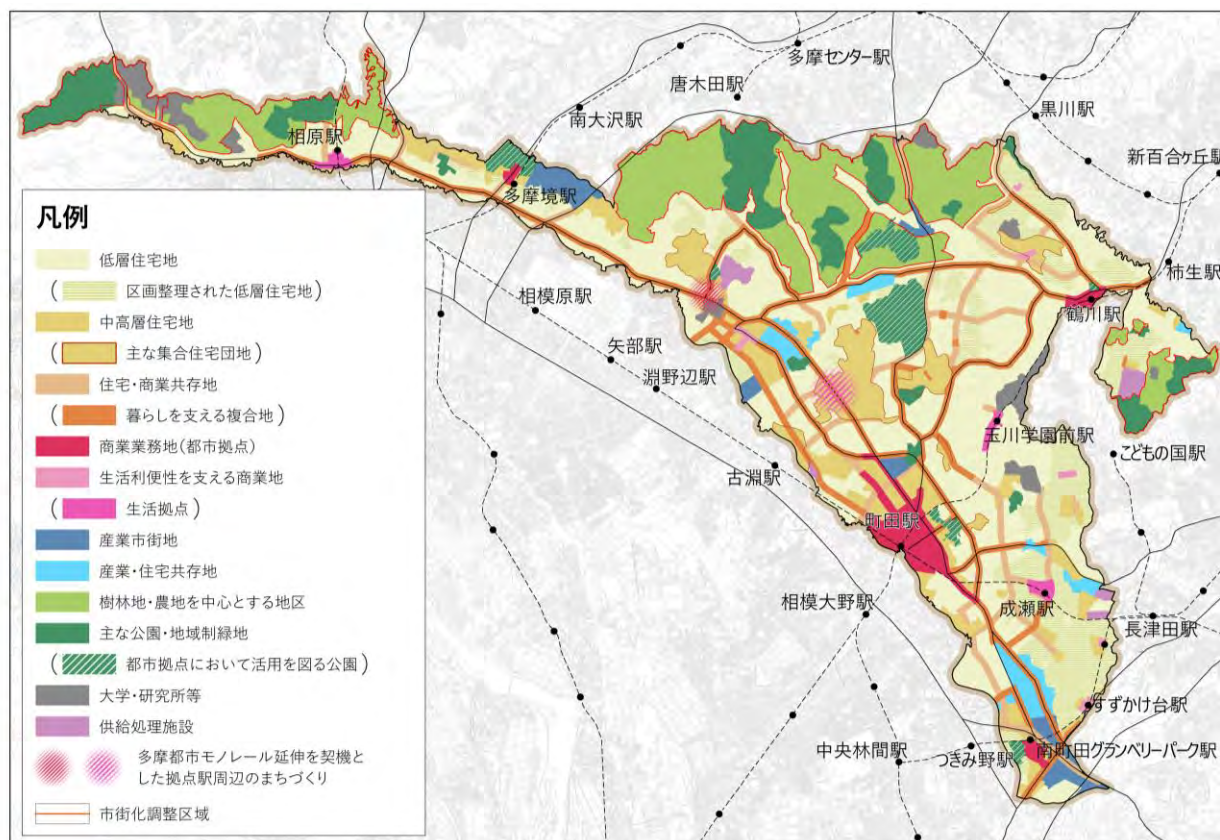 多摩センター駅
唐木田駅
黒川駅
南大沢駅
新百合ヶ丘駅
相原駅
多摩境駅
柿生駅
鶴川駅
相模原駅
矢部駅
淵野辺駅
玉川学園前駅
こどもの国駅
古淵駅
町田駅
成瀬駅
相模大野駅
長津田駅
すずかけ台駅
中央林間駅
つきみ野駅
南町田グランベリーパーク駅
凡例
低層住宅地
(区画整理された低層住宅地)
中高層住宅地
(主な集合住宅団地)
住宅・商業共存地
(暮らしを支える複合地)
商業業務地(都市拠点)
生活利便性を支える商業地
(生活拠点)
産業市街地
産業・住宅共存地
樹林地・農地を中心とする地区
主な公園・地域制緑地
(都市拠点において活用を図る公園)
大学・研究所等
供給処理施設
多摩都市モノレール延伸を契機と
した拠点駅周辺のまちづくり
市街化調整区域